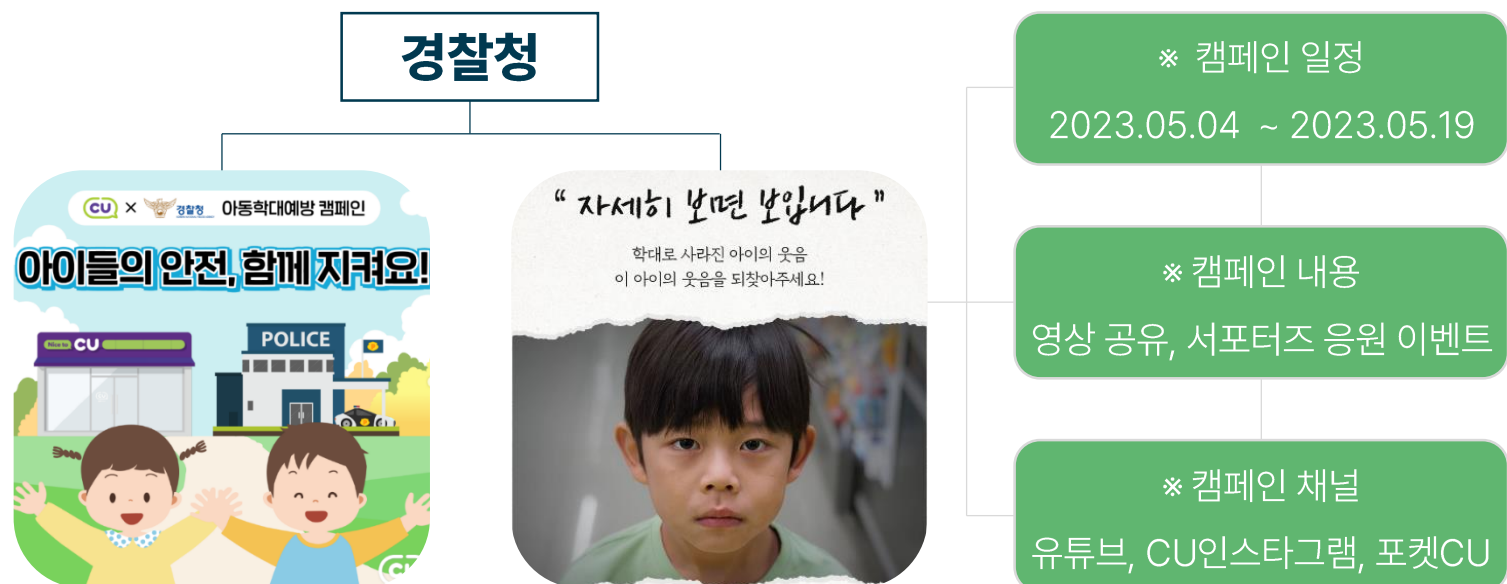 경찰청
CU × 경찰청 아동학대예방 캠페인
아이들의 안전, 함께 지켜요!
Nice to CU
POLICE
CU
“ 자세히 보면 보입니다 ”
학대로 사라진 아이의 웃음
이 아이의 웃음을 되찾아주세요!
※ 캠페인 일정
2023.05.04 ~ 2023.05.19
※ 캠페인 내용
영상 공유, 서포터즈 응원 이벤트
※ 캠페인 채널
유튜브, CU인스타그램, 포켓CU